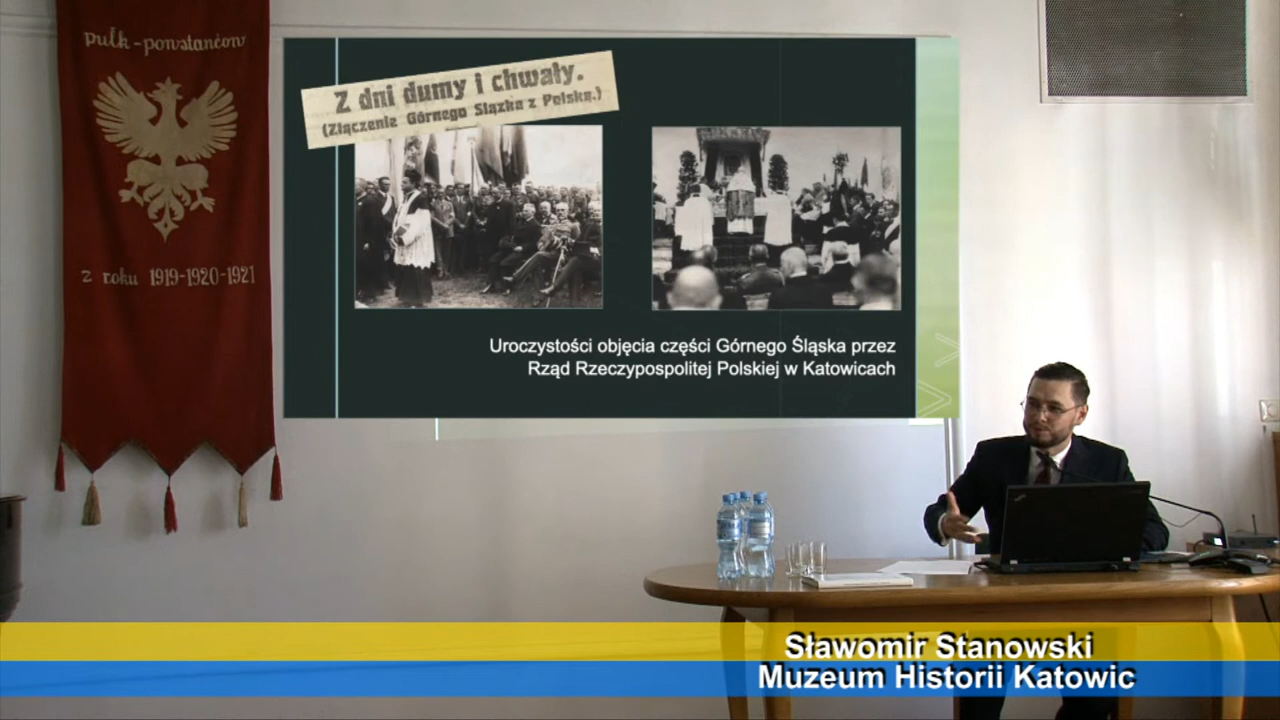 pułk-powstańców
z roku 1919-1920-1921
Z dni dumy i chwały.
(Złączenie Górnego Slązka z Polską.)
Uroczystości objęcia części Górnego Śląska przez
Rząd Rzeczypospolitej Polskiej w Katowicach
Sławomir Stanowski
Muzeum Historii Katowic